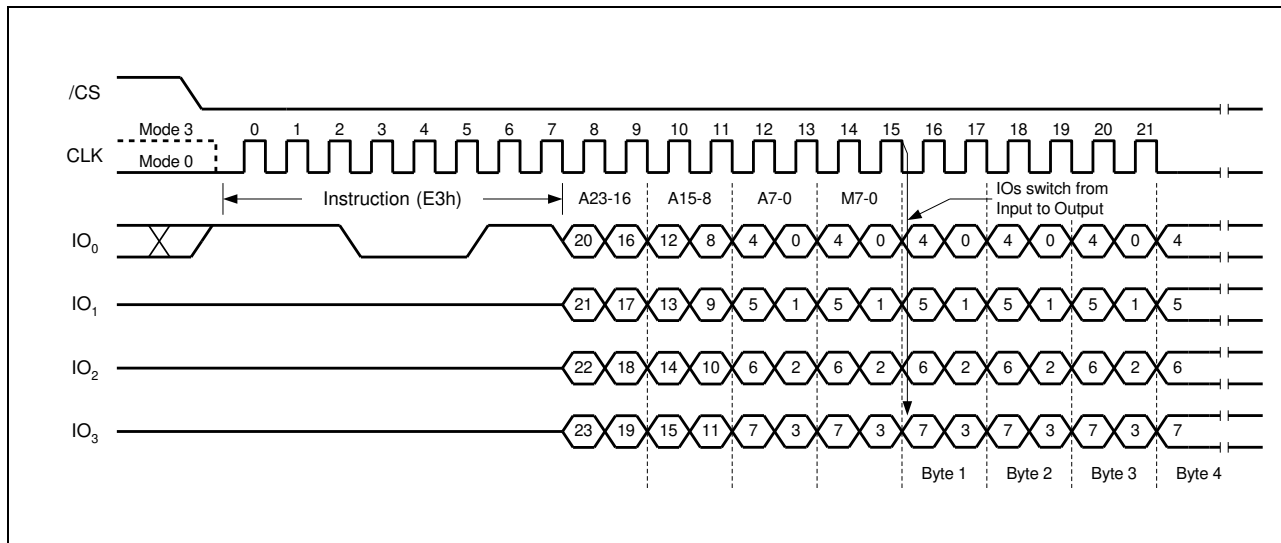 /CS
Mode 3 0 1 2 3 4 5 6 7 8 9 10 11 12 13 14 15 16 17 18 19 20 21
CLK
Mode 0
Instruction (E3h) A23-16 A15-8 A7-0 M7-0 IOs switch from
Input to Output
IO0 20 16 12 8 4 0 4 0 4 0 4 0 4 0 4
IO1 21 17 13 9 5 1 5 1 5 1 5 1 5 1 5
IO2 22 18 14 10 6 2 6 2 6 2 6 2 6 2 6
IO3 23 19 15 11 7 3 7 3 7 3 7 3 7 3 7
Byte 1 Byte 2 Byte 3 Byte 4